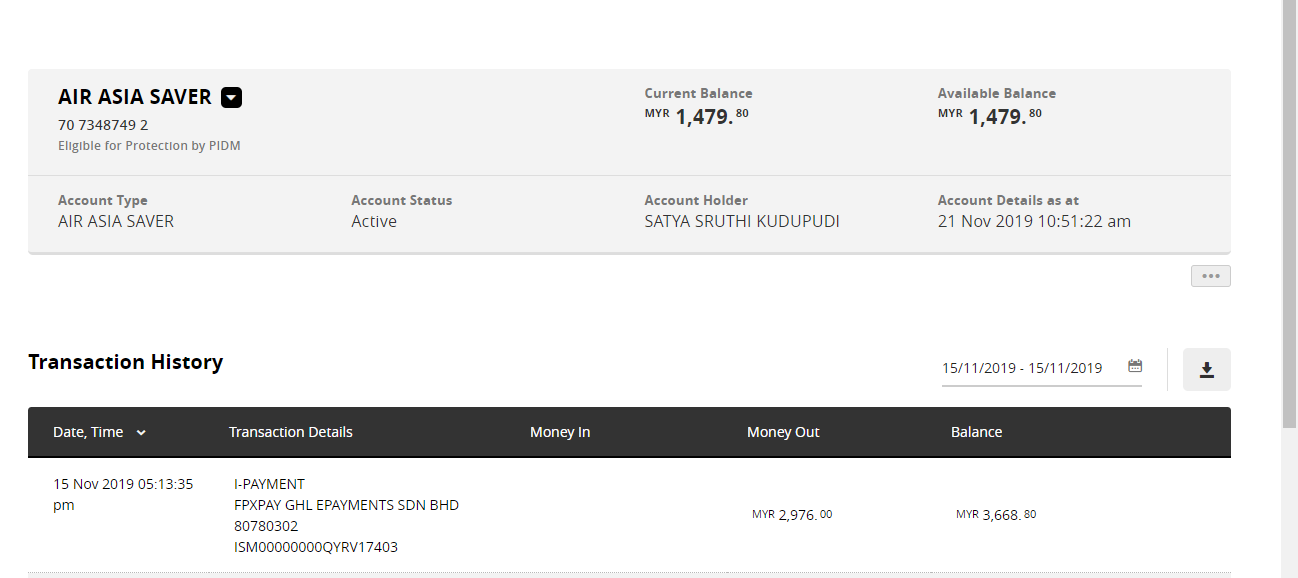 AIR ASIA SAVER
70 7348749 2
Eligible for Protection by PIDM
Current Balance
MYR 1,479.80
Available Balance
MYR 1,479.80
Account Type
AIR ASIA SAVER
Account Status
Active
Account Holder
SATYA SRUTHI KUDUPUDI
Account Details as at
21 Nov 2019 10:51:22 am
Transaction History
15/11/2019 - 15/11/2019
Date, Time Transaction Details Money In Money Out Balance
15 Nov 2019 05:13:35
pm
I-PAYMENT
FPXPAY GHL EPAYMENTS SDN BHD
80780302
ISM00000000QYRV17403
MYR 2,976.00
MYR 3,668.80